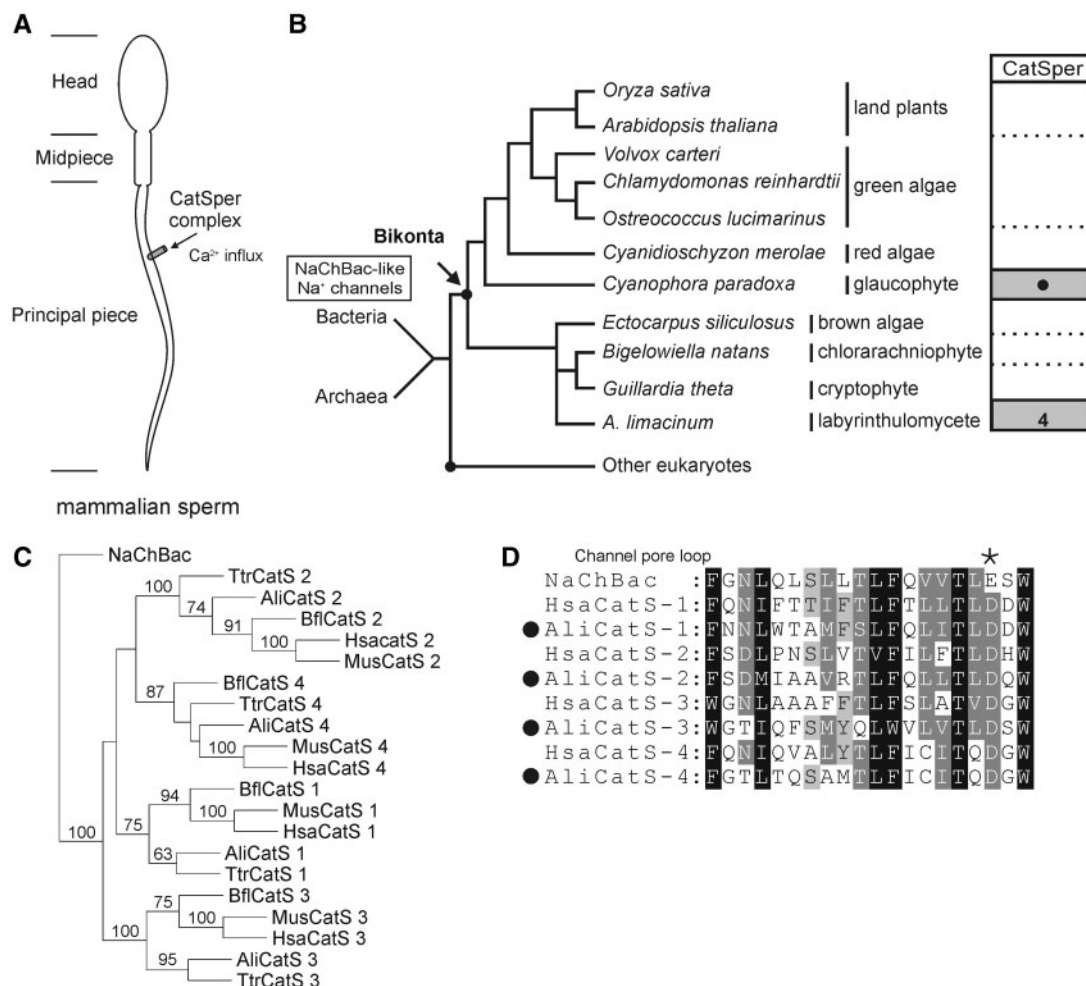 A
Head
Midpiece
CatSper
complex
Ca²⁺ influx
Principal piece
mammalian sperm
B
CatSper
Oryza sativa
Arabidopsis thaliana
land plants
Volvox carteri
Chlamydomonas reinhardtii
Ostreococcus lucimarinus
green algae
Cyanidioschyzon merolae
red algae
Cyanophora paradoxa
glaucophyte
Ectocarpus siliculosus
brown algae
Bigelowiella natans
chlorarachniophyte
Guillardia theta
cryptophyte
A. limacinum
labyrinthulomycete
4
Other eukaryotes
Bikonta
NaChBac-like
Na⁺ channels
Bacteria
Archaea
C
NaChBac
TtrCatS 2
AliCatS 2
BflCatS 2
HsacatS 2
MusCatS 2
BflCatS 4
TtrCatS 4
AliCatS 4
MusCatS 4
HsaCatS 4
BflCatS 1
MusCatS 1
HsaCatS 1
AliCatS 1
TtrCatS 1
BflCatS 3
MusCatS 3
HsaCatS 3
AliCatS 3
TtrCatS 3
100
74
91
100
87
100
94
100
75
63
100
75
100
100
95
D
Channel pore loop
*
NaChBac :FGNLQLSLLTLFQVVTLESW
HsaCatS-1:FQNIFTTIFTLFTLLTLDDW
AliCatS-1:FNNLWTAMFSLFQLITLDDW
HsaCatS-2:FSDLPNSLVTVFILFTLDHW
AliCatS-2:FSDMIAAVRTLFQLLTLDQW
HsaCatS-3:WGNLAAAFFTLFSLATVDGW
AliCatS-3:WGTIQFSMYQLWVLVTLDSW
HsaCatS-4:FQNIQVALYTLFICITQDGW
AliCatS-4:FGTLTQSAMTLFICITQDGW